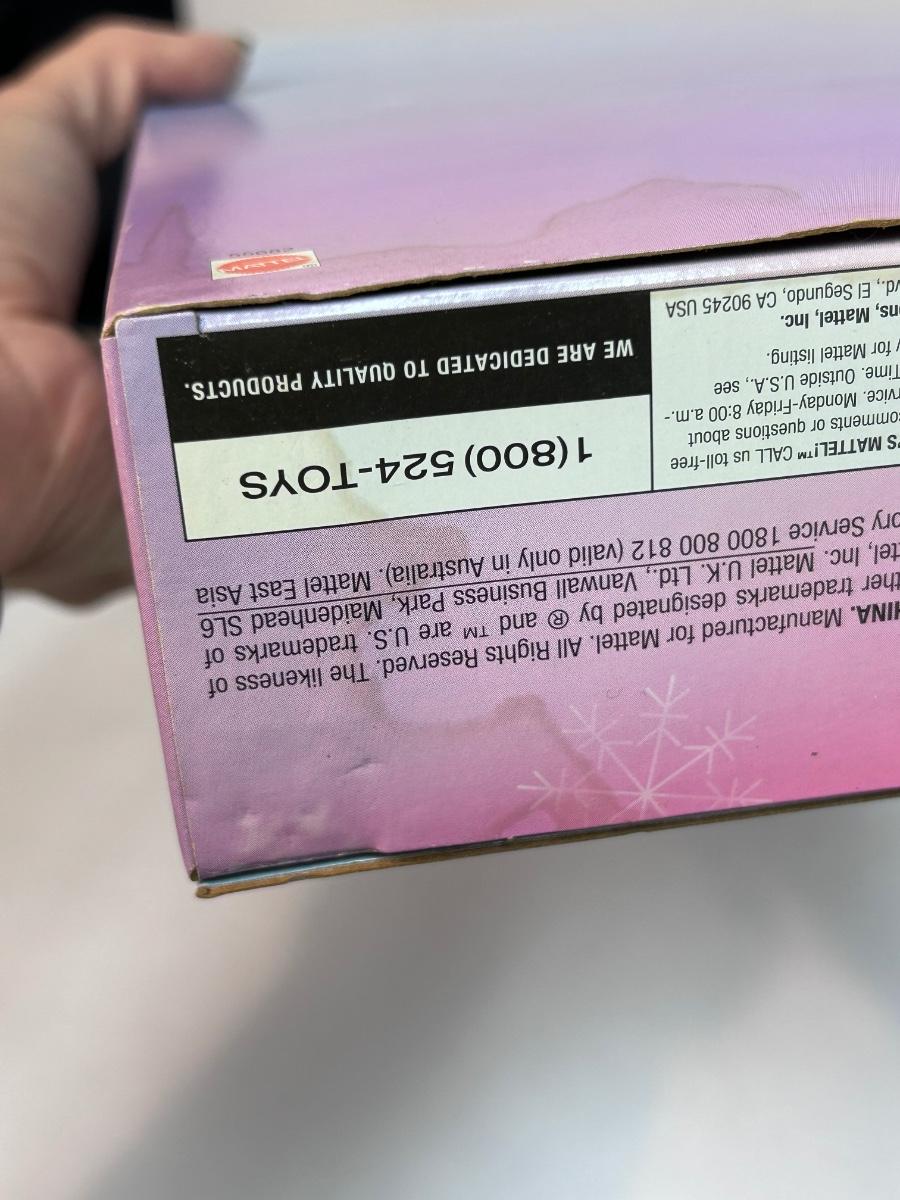 HINA. Manufactured for Mattel. All Rights Reserved. The likeness of
ther trademarks designated by ® and ™ are U.S. trademarks of
ttel, Inc. Mattel U.K. Ltd., Vanwall Business Park, Maidenhead SL6
ory Service 1800 800 812 (valid only in Australia). Mattel East Asia
'S MATTEL!™ CALL us toll-free
comments or questions about
rvice. Monday-Friday 8:00 a.m.-
Time. Outside U.S.A., see
y for Mattel listing.
ns, Mattel, Inc.
vd., El Segundo, CA 90245 USA
1(800) 524-TOYS
WE ARE DEDICATED TO QUALITY PRODUCTS.
MATTEL®